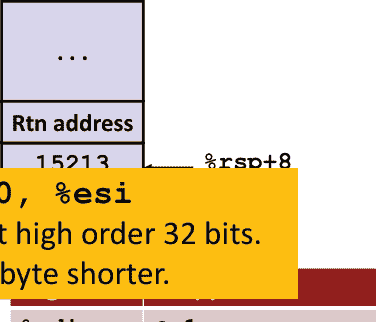 ...
Rtn address
15213
%rsp+8
0, %esi
t high order 32 bits.
byte shorter.